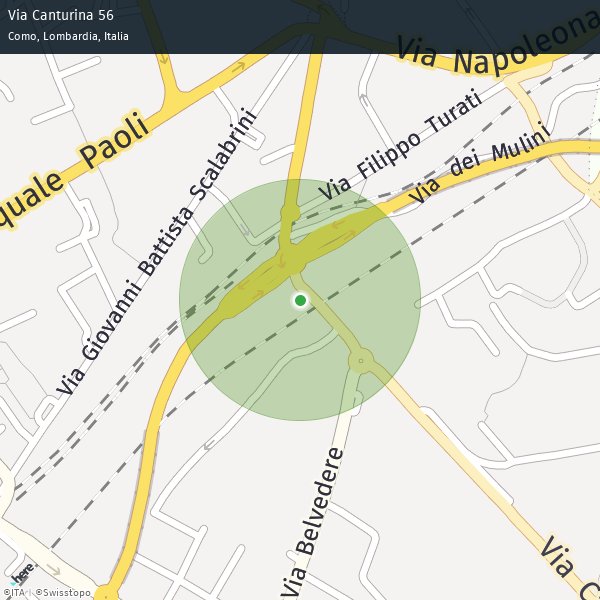 Via Canturina 56
Como, Lombardia, Italia
Via Napoleona
quale Paoli
Via Giovanni Battista Scalabrini
Via Filippo Turati
Via dei Mulini
Via Belvedere
Via C
here
©Swisstopo